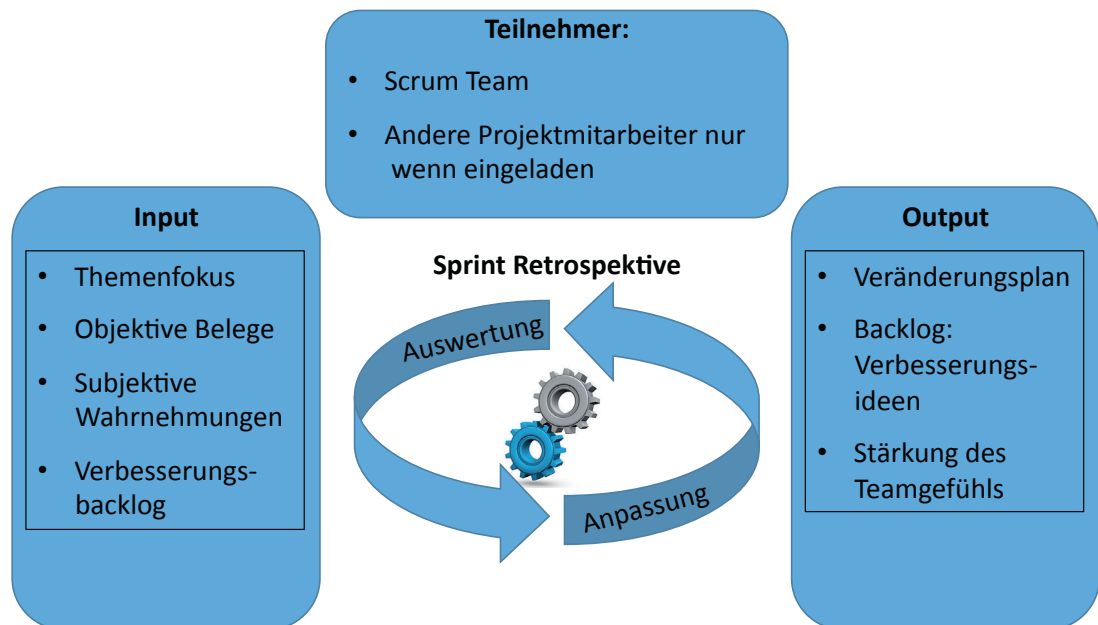 Teilnehmer:
• Scrum Team
• Andere Projektmitarbeiter nur
wenn eingeladen
Input
• Themenfokus
• Objektive Belege
• Subjektive
Wahrnehmungen
• Verbesserungs-
backlog
Sprint Retrospektive
Auswertung
Anpassung
Output
• Veränderungsplan
• Backlog:
Verbesserungs-
ideen
• Stärkung des
Teamgefühls